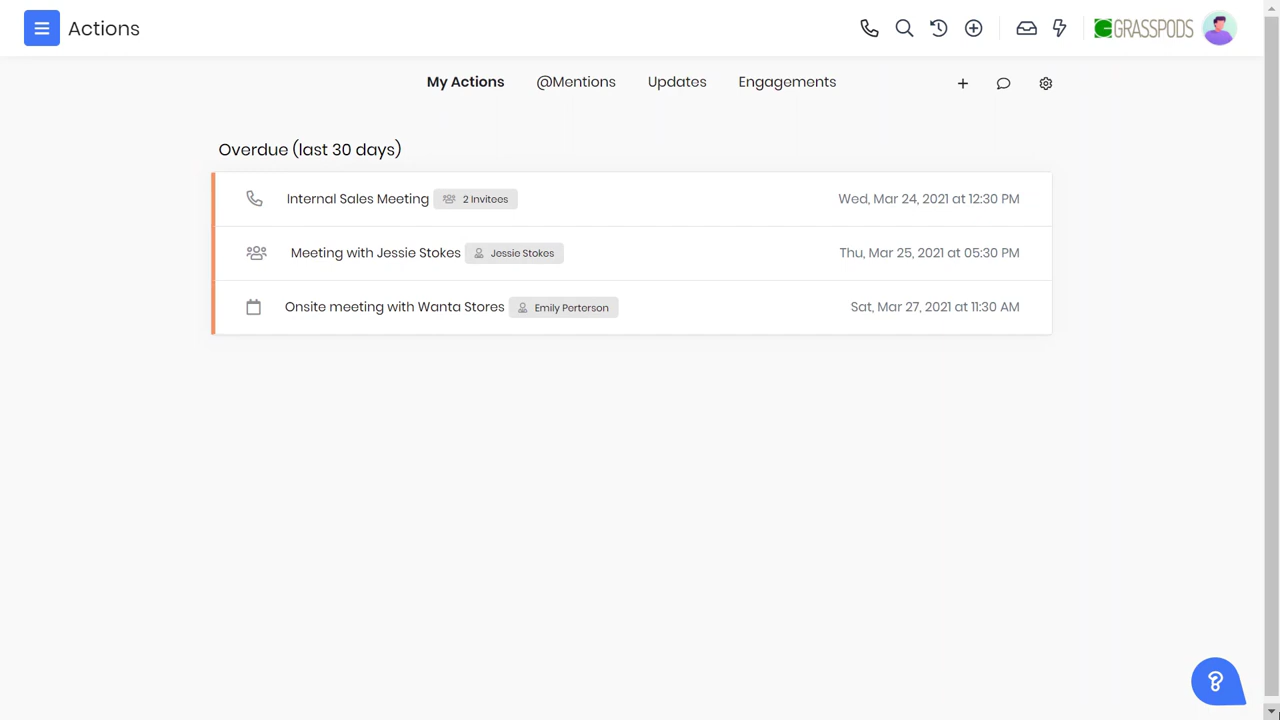 Actions
GRASSPODS
My Actions @Mentions Updates Engagements
Overdue (last 30 days)
Internal Sales Meeting 2 Invitees Wed, Mar 24, 2021 at 12:30 PM
Meeting with Jessie Stokes Jessie Stokes Thu, Mar 25, 2021 at 05:30 PM
Onsite meeting with Wanta Stores Emily Perterson Sat, Mar 27, 2021 at 11:30 AM